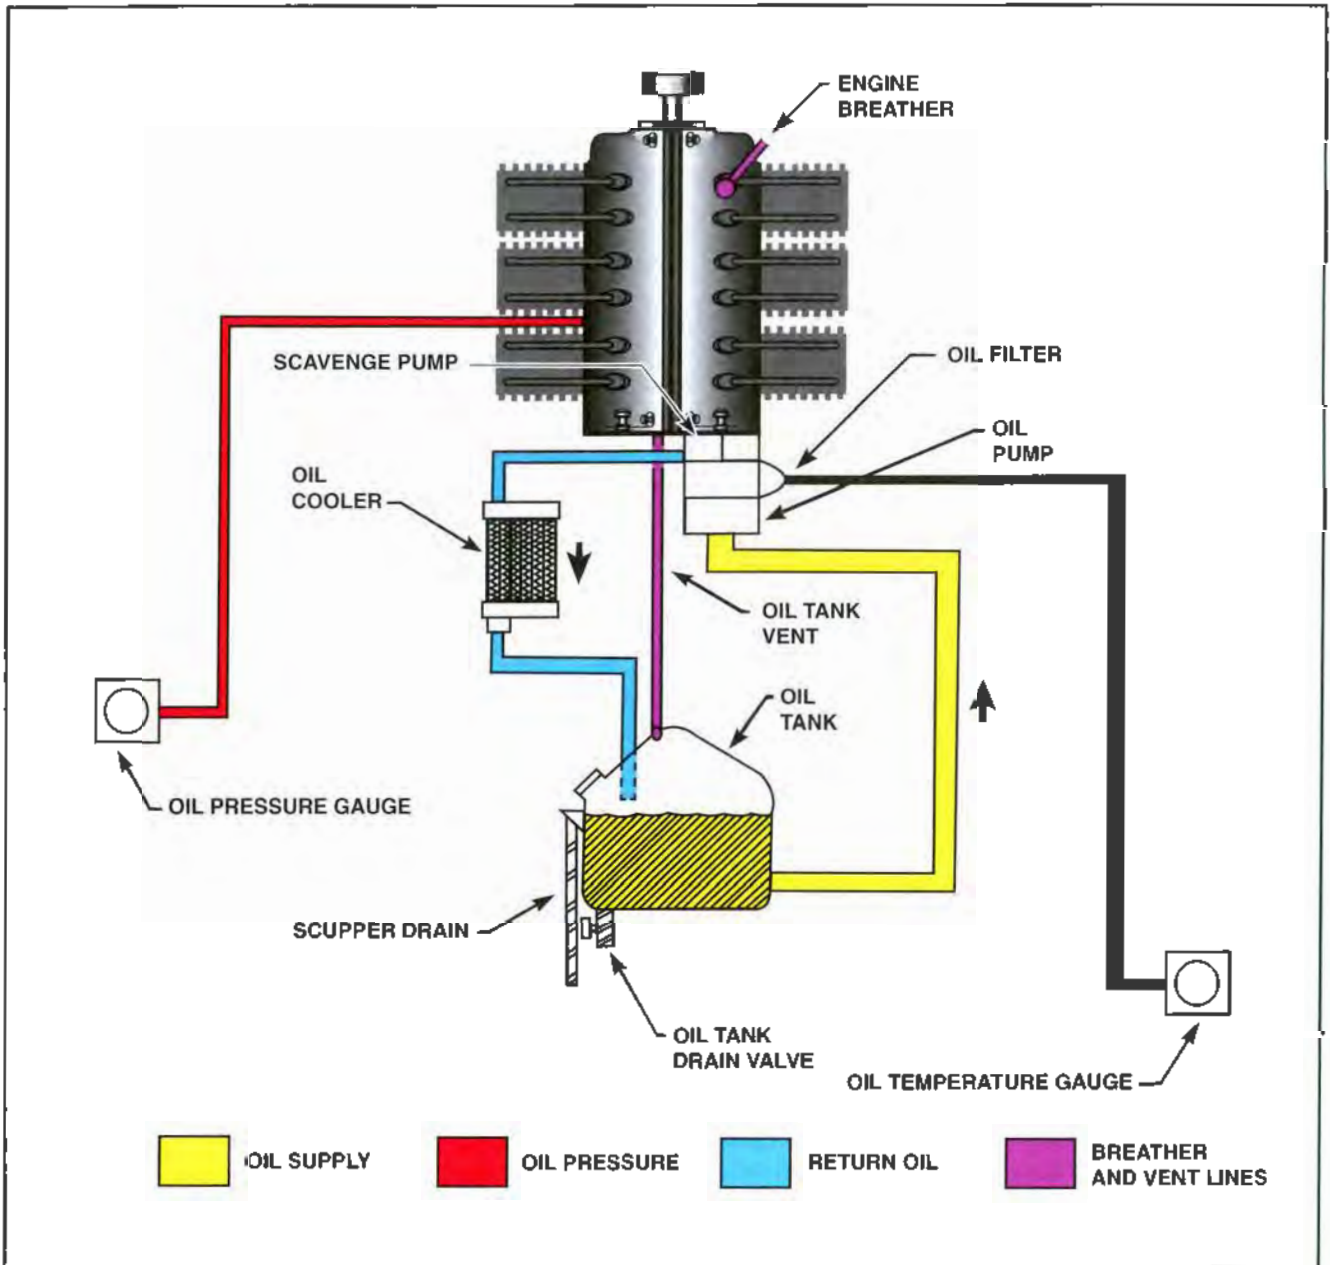 ENGINE
BREATHER
SCAVENGE PUMP
OIL FILTER
OIL
PUMP
OIL
COOLER
OIL TANK
VENT
OIL
TANK
OIL PRESSURE GAUGE
SCUPPER DRAIN
OIL TANK
DRAIN VALVE
OIL TEMPERATURE GAUGE
OIL SUPPLY
OIL PRESSURE
RETURN OIL
BREATHER
AND VENT LINES